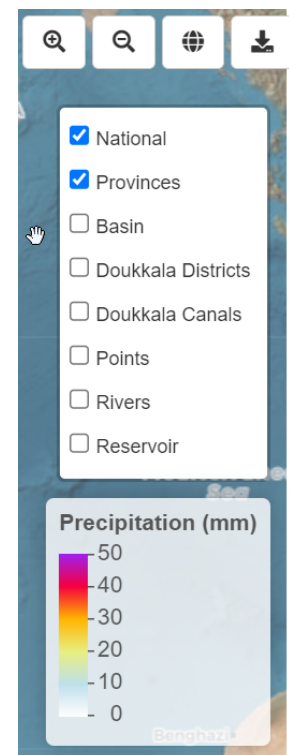 National
Provinces
Basin
Doukkala Districts
Doukkala Canals
Points
Rivers
Reservoir
Sea
Precipitation (mm)
50
40
30
20
10
0
Benghazi